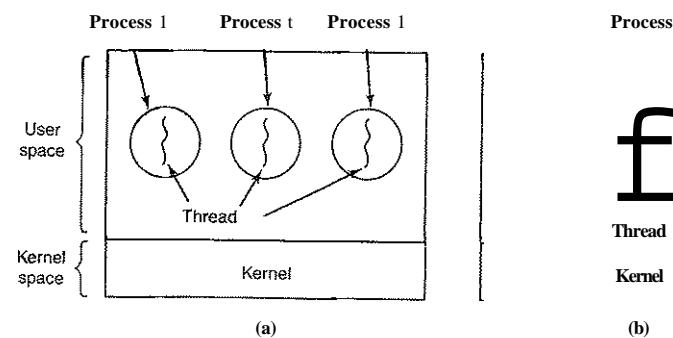 Process 1 Process t Process 1 Process
User
space
f
Thread
Thread
Kernel
space
Kernel
Kernel
(a) (b)